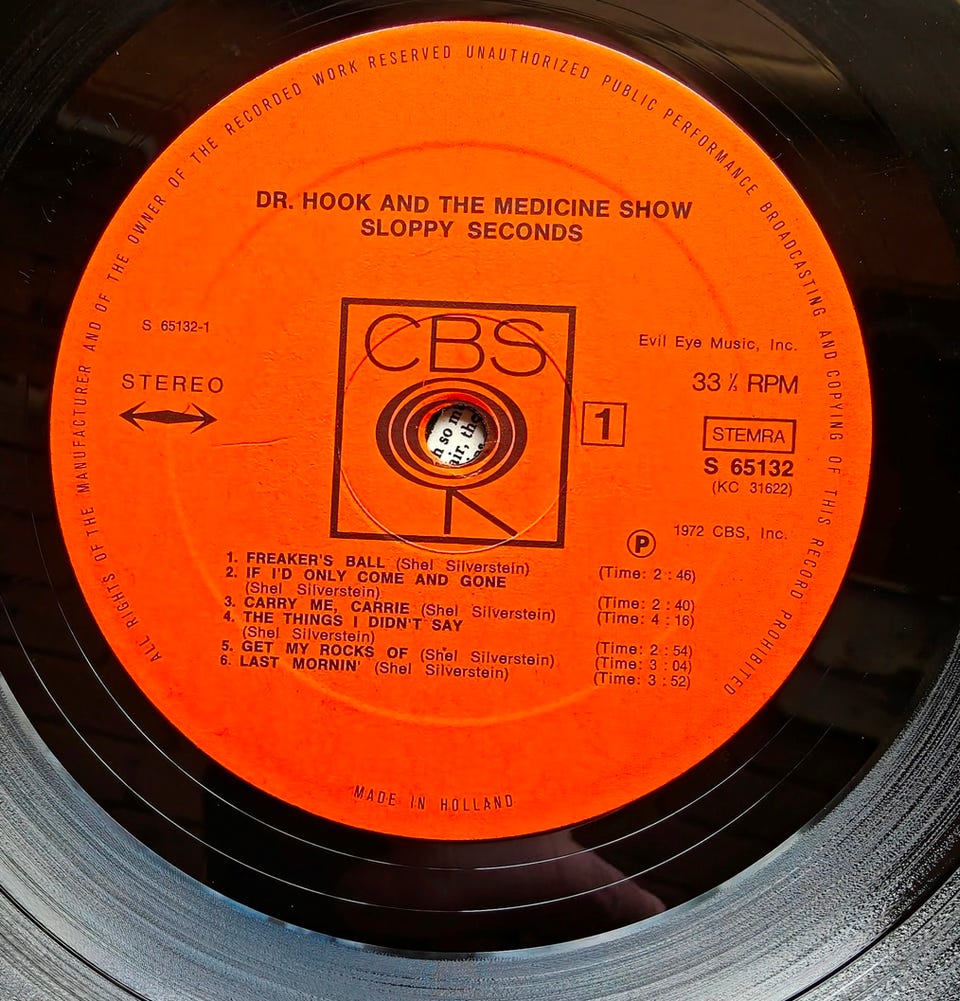 ALL RIGHTS OF THE MANUFACTURER AND OF THE OWNER OF THE RECORDED WORK RESERVED UNAUTHORIZED PUBLIC PERFORMANCE BROADCASTING AND COPYING OF THIS RECORD PROHIBITED
DR. HOOK AND THE MEDICINE SHOW
SLOPPY SECONDS
S 65132-1
STEREO
CBS
1
Evil Eye Music, Inc.
33 ⅓ RPM
STEMRA
S 65132
(KC 31622)
Ⓟ 1972 CBS, Inc.
1. FREAKER'S BALL (Shel Silverstein) (Time: 2 : 46)
2. IF I'D ONLY COME AND GONE
(Shel Silverstein) (Time: 2 : 40)
3. CARRY ME, CARRIE (Shel Silverstein) (Time: 4 : 16)
4. THE THINGS I DIDN'T SAY
(Shel Silverstein) (Time: 2 : 54)
5. GET MY ROCKS OF (Shel Silverstein) (Time: 3 : 04)
6. LAST MORNIN' (Shel Silverstein) (Time: 3 : 52)
MADE IN HOLLAND